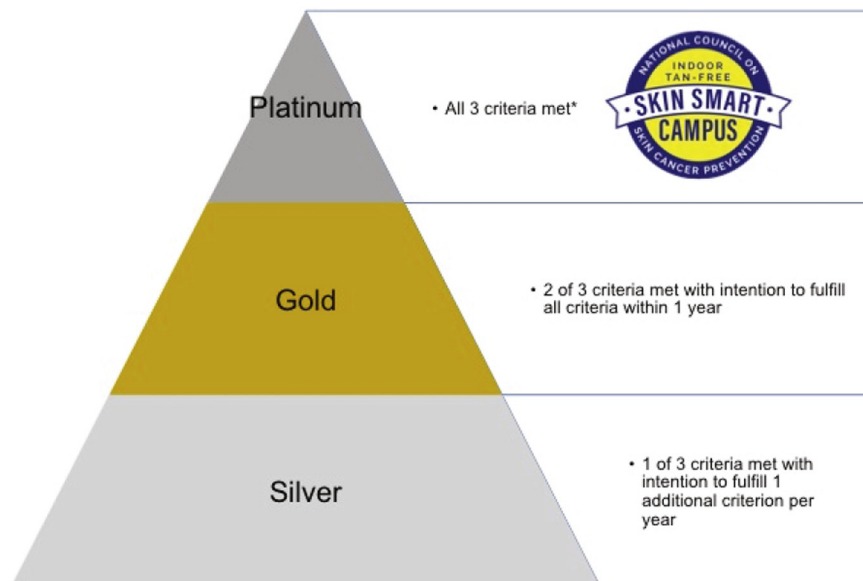 Platinum
• All 3 criteria met*
NATIONAL COUNCIL ON
INDOOR
TAN-FREE
• SKIN SMART •
CAMPUS
SKIN CANCER PREVENTION
Gold
• 2 of 3 criteria met with intention to fulfill
all criteria within 1 year
Silver
• 1 of 3 criteria met with
intention to fulfill 1
additional criterion per
year